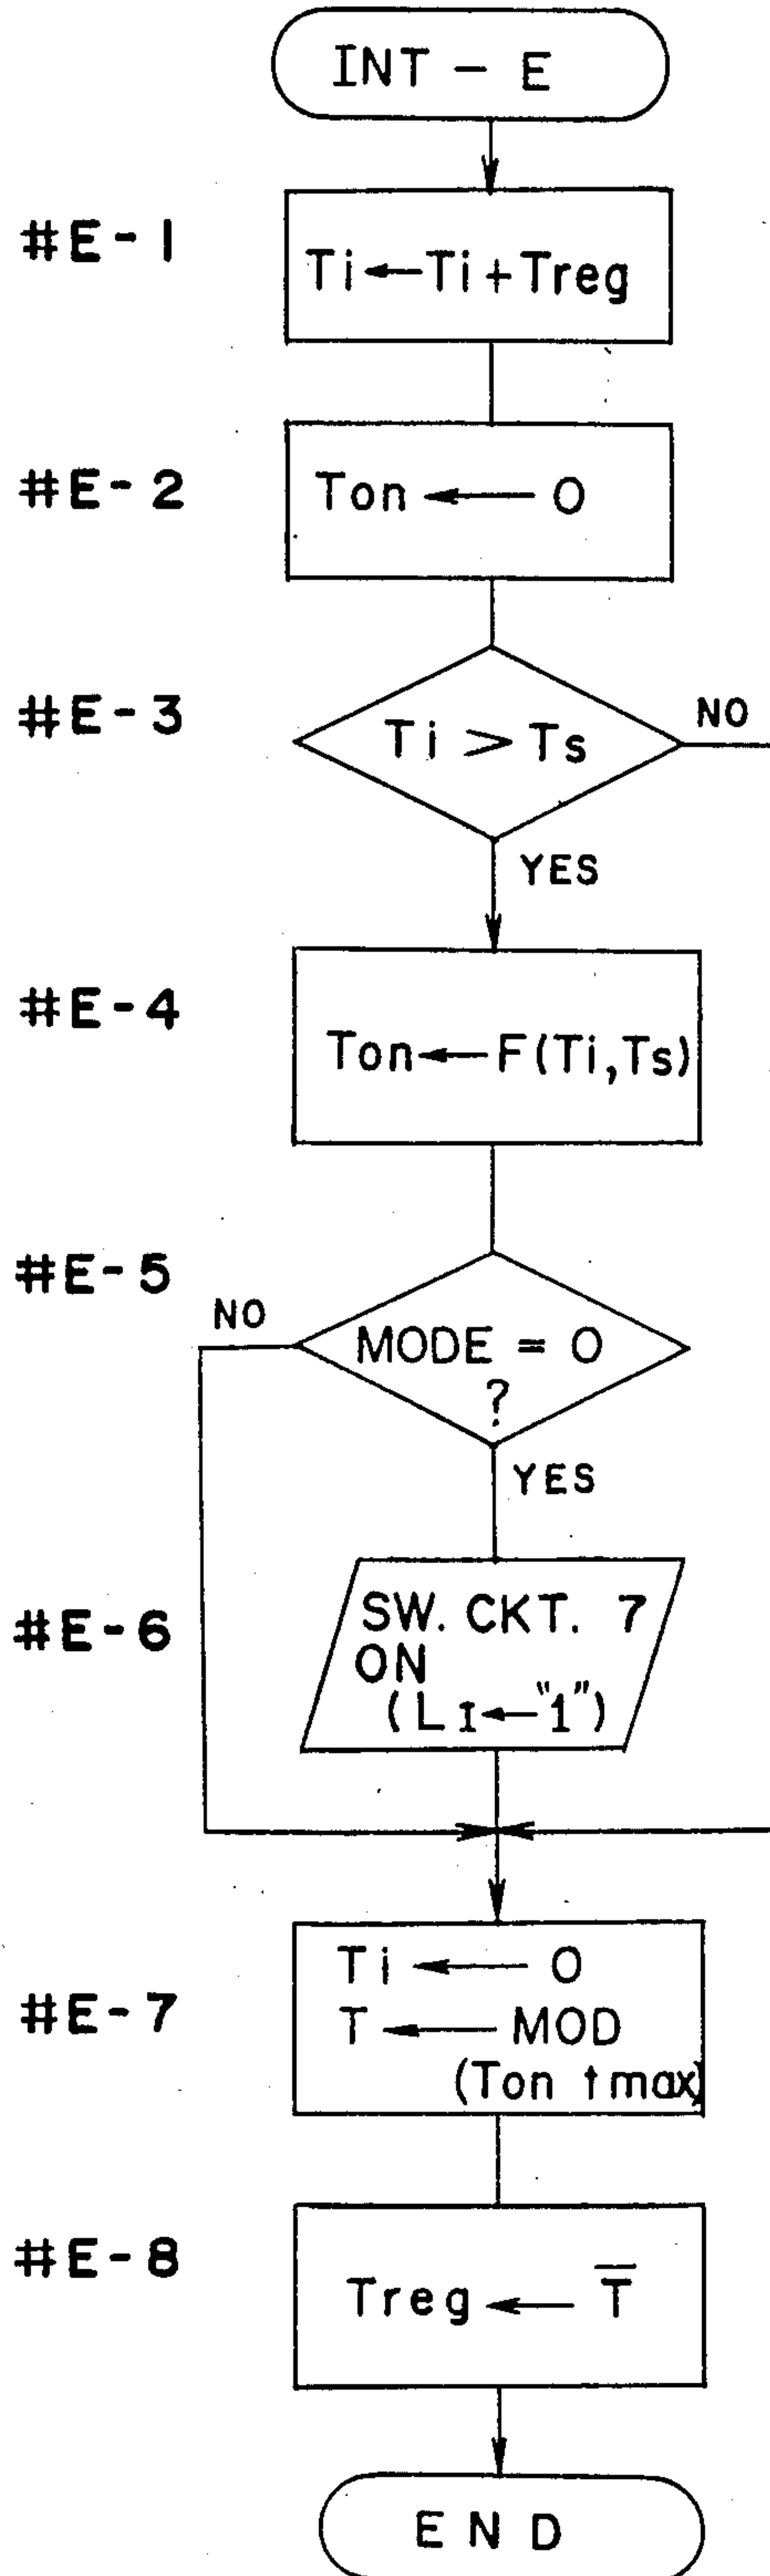 INT - E
#E-1
Ti←Ti+Treg
#E-2
Ton ← 0
#E-3
Ti > Ts
NO
YES
#E-4
Ton←F(Ti,Ts)
#E-5
NO
MODE = 0
?
YES
#E-6
SW. CKT. 7
ON
(LI←"1")
#E-7
Ti ← 0
T ← MOD
(Ton tmax)
#E-8
Treg ← T̅
END